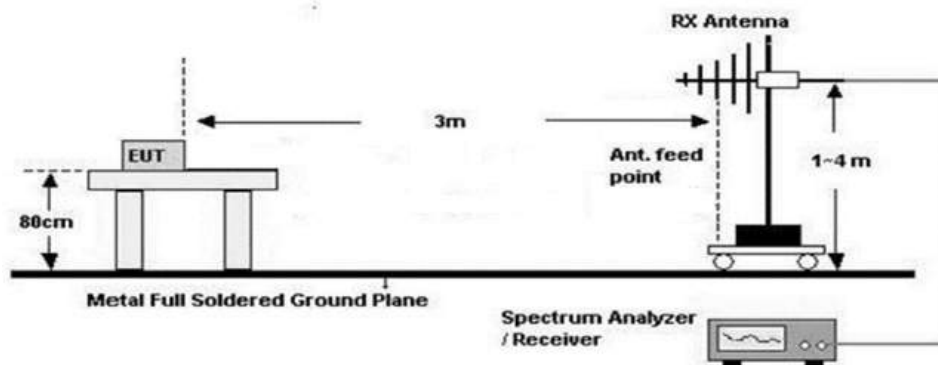 RX Antenna
3m
EUT
Ant. feed
point
1~4 m
80cm
Metal Full Soldered Ground Plane
Spectrum Analyzer
/ Receiver